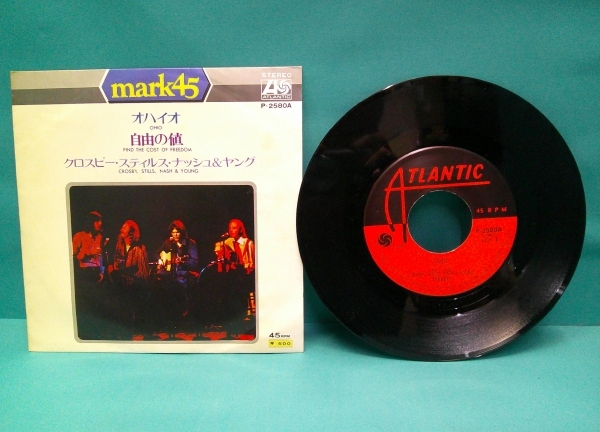 mark45
STEREO
ATLANTIC
P-2580A
オハイオ
OHIO
自由の値
FIND THE COST OF FREEDOM
クロスビー・スティルス・ナッシュ&ヤング
CROSBY, STILLS, NASH & YOUNG
45 RPM
¥ 500
ATLANTIC
45 RPM
P-2580A